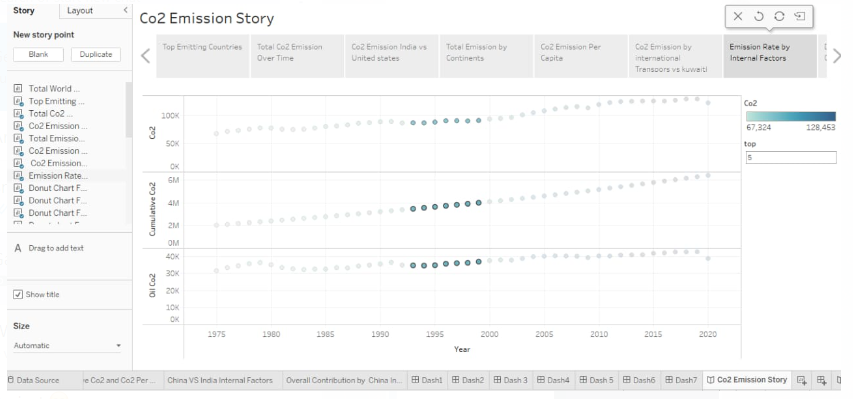 Story
Layout
Co2 Emission Story
New story point
Blank
Duplicate
Top Emitting Countries
Total Co2 Emission
Over Time
Co2 Emission India vs
United states
Total Emission by
Continents
Co2 Emission Per
Capita
Co2 Emission by
international
Transpors vs kuwaitl
Emission Rate by
Internal Factors
Total World ...
Top Emitting ...
Total Co2 ...
Co2 Emission ...
Total Emissio...
Co2 Emission ...
Co2 Emission...
Emission Rate...
Donut Chart F...
Donut Chart F...
Donut Chart F...
A Drag to add text
Show title
Size
Automatic
Co2
100K
50K
0K
Cumulative Co2
6M
4M
2M
0M
Oil Co2
40K
30K
20K
10K
0K
1975 1980 1985 1990 1995 2000 2005 2010 2015 2020
Year
Co2
67,324 128,453
top
5
Data Source
re Co2 and Co2 Per ...
China VS India Internal Factors
Overall Contribution by China In...
Dash1
Dash2
Dash 3
Dash4
Dash 5
Dash6
Dash7
Co2 Emission Story